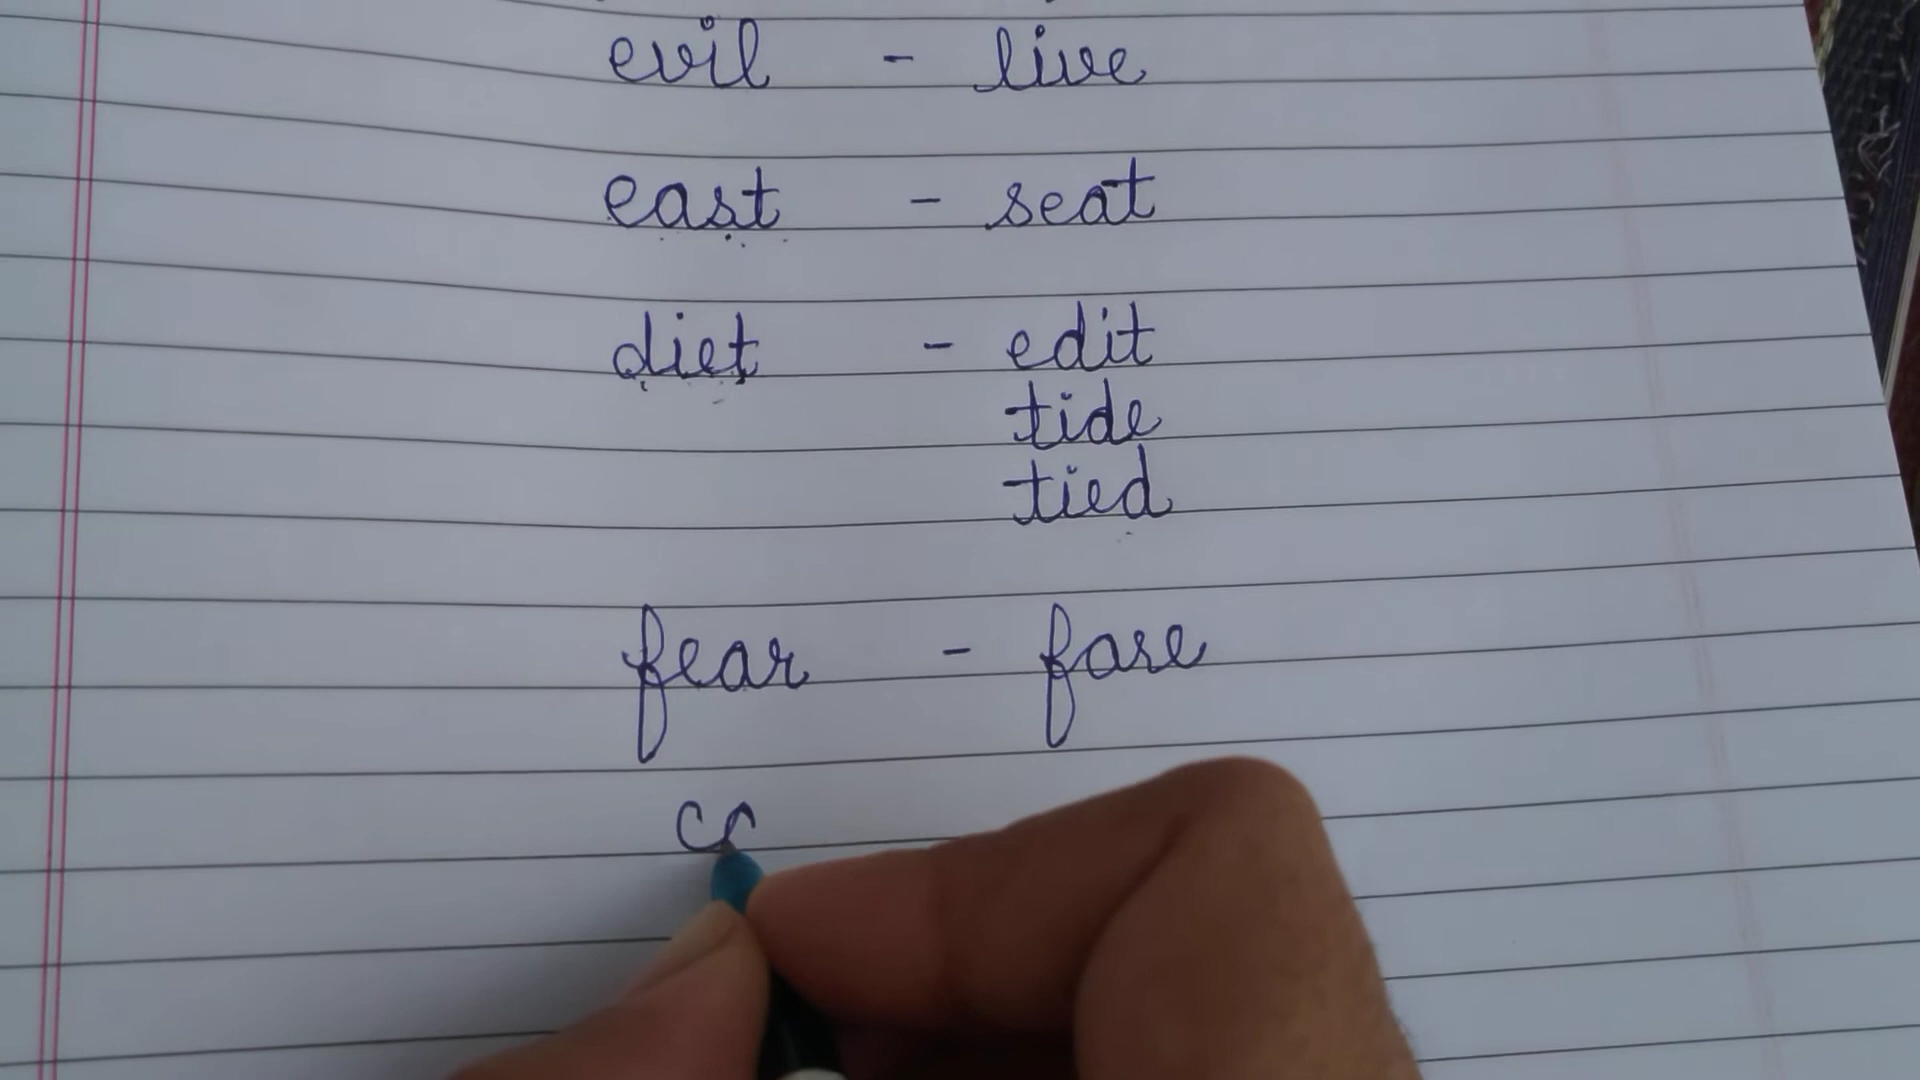 evil - live
east - seat
diet - edit
tide
tied
fear - fare